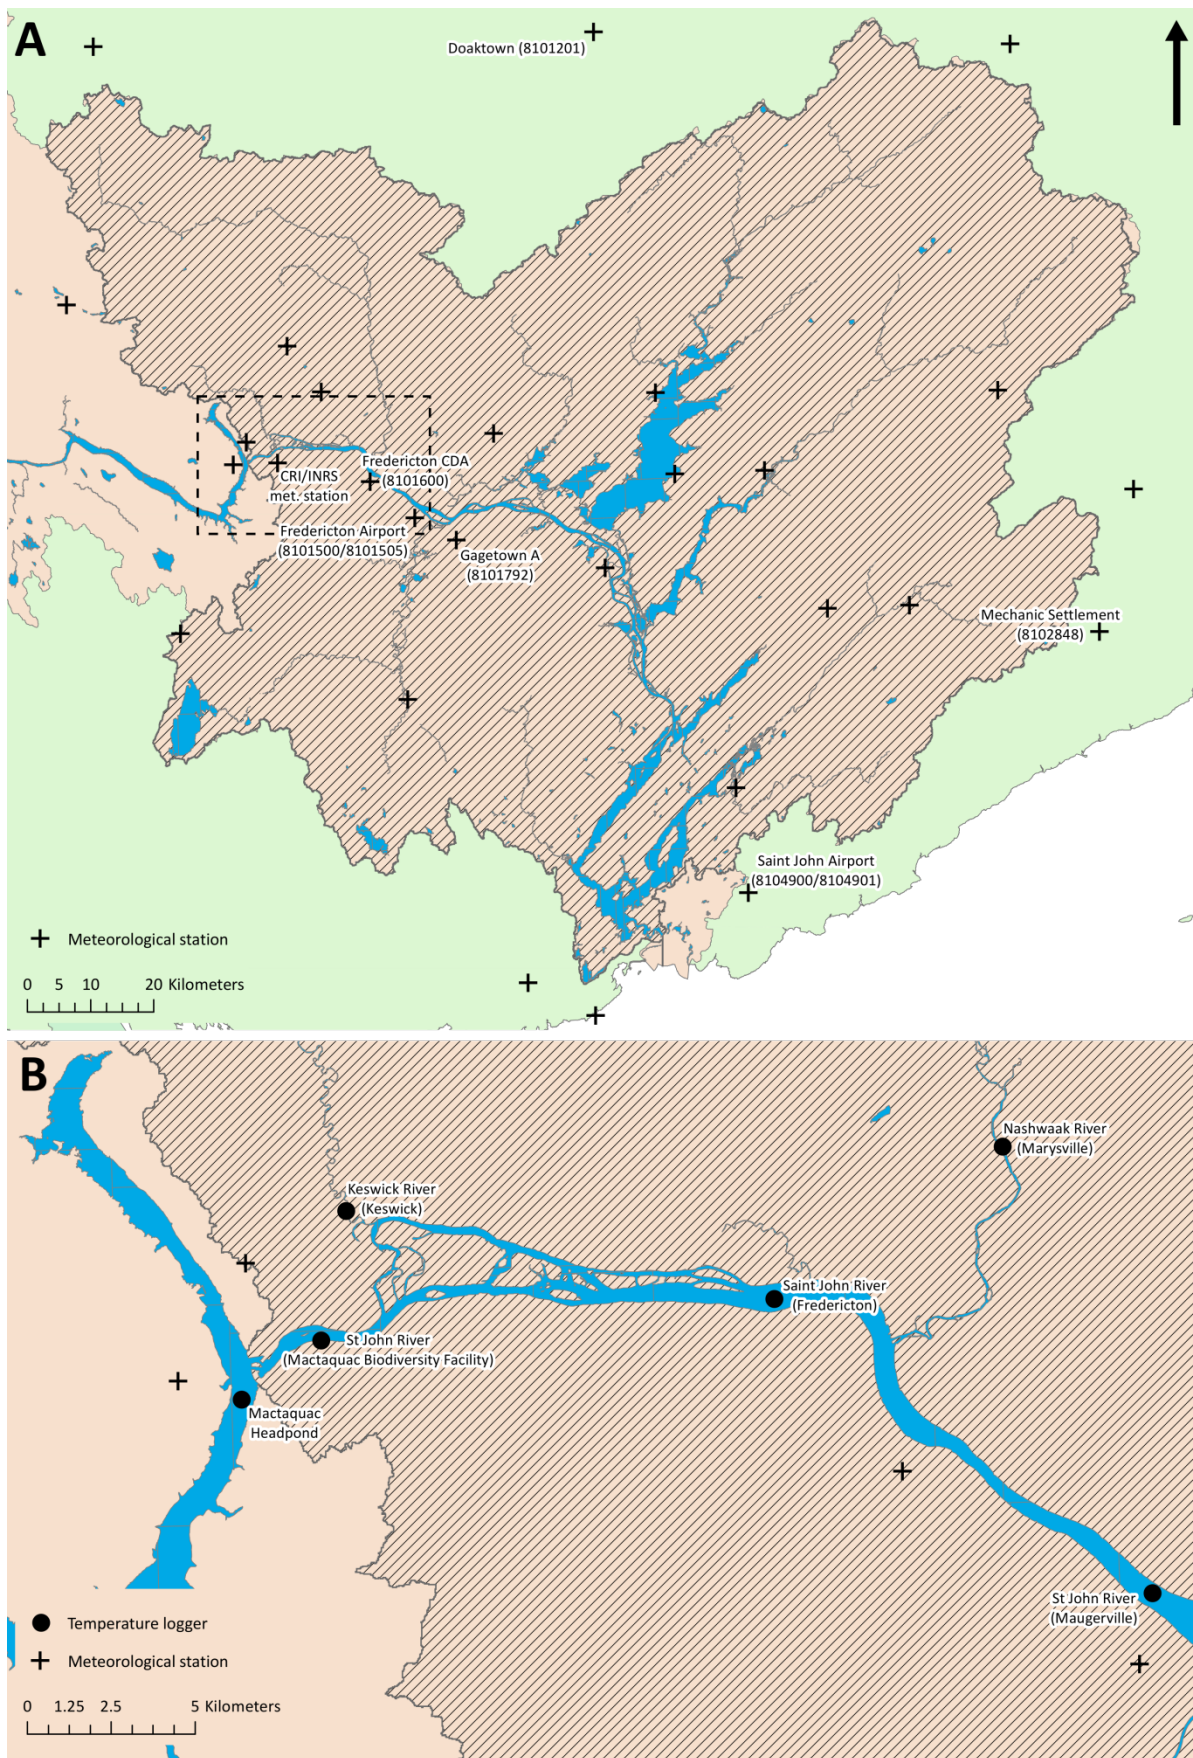 A
Doaktown (8101201)
Fredericton CDA
(8101600)
CRI/INRS
met. station
Fredericton Airport
(8101500/8101505)
Gagetown A
(8101792)
Mechanic Settlement
(8102848)
Saint John Airport
(8104900/8104901)
Meteorological station
0 5 10 20 Kilometers
B
Nashwaak River
(Marysville)
Keswick River
(Keswick)
Saint John River
(Fredericton)
St John River
(Mactaquac Biodiversity Facility)
Mactaquac
Headpond
St John River
(Maugerville)
Temperature logger
Meteorological station
0 1.25 2.5 5 Kilometers